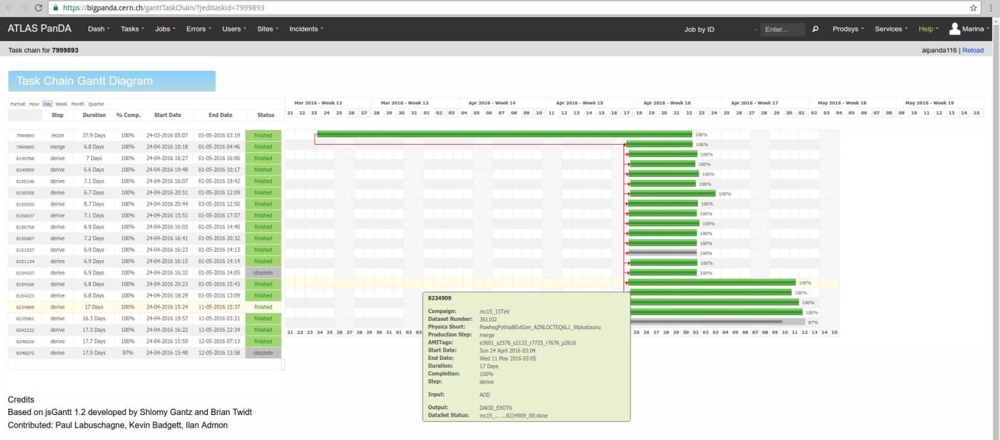 https://bigpanda.cern.ch/ganttTaskChain/?jeditaskid=7999893
ATLAS PanDA Dash Tasks Jobs Errors Users Sites Incidents Job by ID Enter... Prodsys Services Help Marina
Task chain for 7999893 aipanda116 | Reload
Task Chain Gantt Diagram
Format: Hour Day Week Month Quarter
Mar 2016 - Week 12 Mar 2016 - Week 13 Apr 2016 - Week 14 Apr 2016 - Week 15 Apr 2016 - Week 16 Apr 2016 - Week 17 May 2016 - Week 18 May 2016 - Week 19
Step Duration % Comp. Start Date End Date Status
21 22 23 24 25 26 27 28 29 30 31 01 02 03 04 05 06 07 08 09 10 11 12 13 14 15 16 17 18 19 20 21 22 23 24 25 26 27 28 29 30 01 02 03 04 05 06 07 08 09 10 11 12 13 14 15
7999893 recon 37.9 Days 100% 24-03-2016 05:07 01-05-2016 03:19 finished 100%
7999895 merge 6.8 Days 100% 24-04-2016 10:18 01-05-2016 04:46 finished 100%
8149768 derive 7 Days 100% 24-04-2016 16:27 01-05-2016 16:06 finished 100%
8149959 derive 6.6 Days 100% 24-04-2016 19:48 01-05-2016 10:17 finished 100%
8150146 derive 7.1 Days 100% 24-04-2016 16:07 01-05-2016 19:42 finished 100%
8150358 derive 6.7 Days 100% 24-04-2016 20:51 01-05-2016 12:09 finished 100%
8150520 derive 8.7 Days 100% 24-04-2016 20:44 03-05-2016 12:50 finished 100%
8150637 derive 7.1 Days 100% 24-04-2016 15:51 01-05-2016 17:57 finished 100%
8150758 derive 6.9 Days 100% 24-04-2016 16:03 01-05-2016 14:40 finished 100%
8150887 derive 7.2 Days 100% 24-04-2016 16:41 01-05-2016 20:32 finished 100%
8151027 derive 6.9 Days 100% 24-04-2016 16:23 01-05-2016 14:13 finished 100%
8151134 derive 6.9 Days 100% 24-04-2016 16:15 01-05-2016 14:14 finished 100%
8154107 derive 6.9 Days 100% 24-04-2016 16:32 01-05-2016 14:05 obsolete 100%
8154166 derive 6.8 Days 100% 24-04-2016 20:23 01-05-2016 15:43 finished 100%
8154223 derive 6.8 Days 100% 24-04-2016 18:29 01-05-2016 13:09 finished 100%
8234909 derive 17 Days 100% 24-04-2016 15:24 11-05-2016 15:37 finished 100%
8235981 derive 16.3 Days 100% 24-04-2016 19:57 11-05-2016 03:21 finished 100%
8242222 derive 17.3 Days 100% 24-04-2016 16:22 11-05-2016 22:34 finished 100%
8246026 derive 17.7 Days 100% 24-04-2016 15:59 12-05-2016 07:13 finished 100%
8246072 derive 17.9 Days 87% 24-04-2016 15:40 12-05-2016 13:58 obsolete 87%
21 22 23 24 25 26 27 28 29 30 31 01 02 03 25 26 27 28 29 30 01 02 03 04 05 06 07 08 09 10 11 12 13 14 15
8234909
Campaign: mc15_13TeV
Dataset Number: 361102
Physics Short: PowhegPythia8EvtGen_AZNLOCTEQ6L1_Wplustaunu
Production Step: merge
AMITags: e3601_s2576_s2132_r7725_r7676_p2616
Start Date: Sun 24 April 2016 03:04
End Date: Wed 11 May 2016 03:05
Duration: 17 Days
Completion: 100%
Step: derive
Input: AOD
Output: DAOD_EXOT6
DataSet Status: mc15_... ...8234909_00:done
Credits
Based on jsGantt 1.2 developed by Shlomy Gantz and Brian Twidt
Contributed: Paul Labuschagne, Kevin Badgett, Ilan Admon